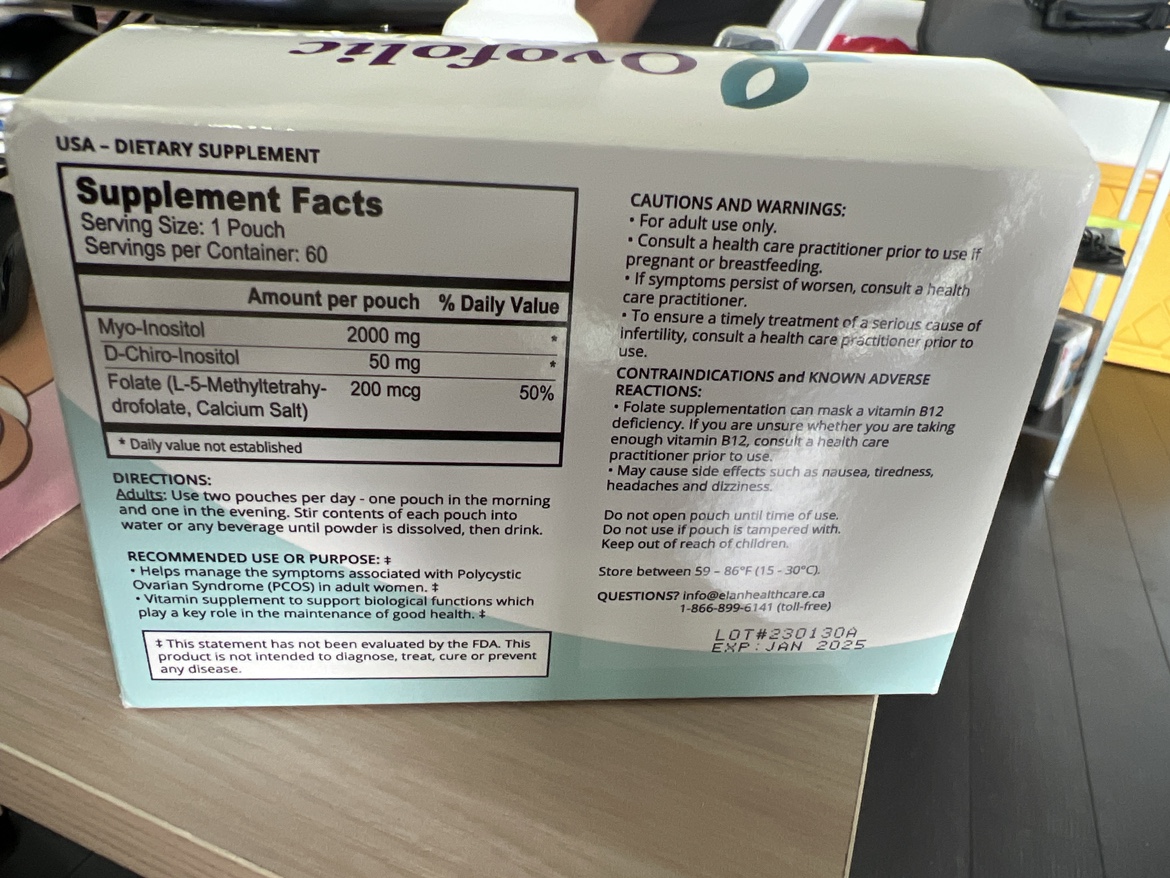 Ovofolic
USA – DIETARY SUPPLEMENT
Supplement Facts
Serving Size: 1 Pouch
Servings per Container: 60
Amount per pouch % Daily Value
Myo-Inositol 2000 mg *
D-Chiro-Inositol 50 mg *
Folate (L-5-Methyltetrahy- 200 mcg 50%
drofolate, Calcium Salt)
* Daily value not established
DIRECTIONS:
Adults: Use two pouches per day - one pouch in the morning
and one in the evening. Stir contents of each pouch into
water or any beverage until powder is dissolved, then drink.
RECOMMENDED USE OR PURPOSE: ‡
• Helps manage the symptoms associated with Polycystic
Ovarian Syndrome (PCOS) in adult women. ‡
• Vitamin supplement to support biological functions which
play a key role in the maintenance of good health. ‡
‡ This statement has not been evaluated by the FDA. This
product is not intended to diagnose, treat, cure or prevent
any disease.
CAUTIONS AND WARNINGS:
• For adult use only.
• Consult a health care practitioner prior to use if
pregnant or breastfeeding.
• If symptoms persist of worsen, consult a health
care practitioner.
• To ensure a timely treatment of a serious cause of
infertility, consult a health care practitioner prior to
use.
CONTRAINDICATIONS and KNOWN ADVERSE
REACTIONS:
• Folate supplementation can mask a vitamin B12
deficiency. If you are unsure whether you are taking
enough vitamin B12, consult a health care
practitioner prior to use.
• May cause side effects such as nausea, tiredness,
headaches and dizziness.
Do not open pouch until time of use.
Do not use if pouch is tampered with.
Keep out of reach of children.
Store between 59 – 86°F (15 - 30°C).
QUESTIONS? info@elanhealthcare.ca
1-866-899-6141 (toll-free)
LOT#230130A
EXP:JAN 2025